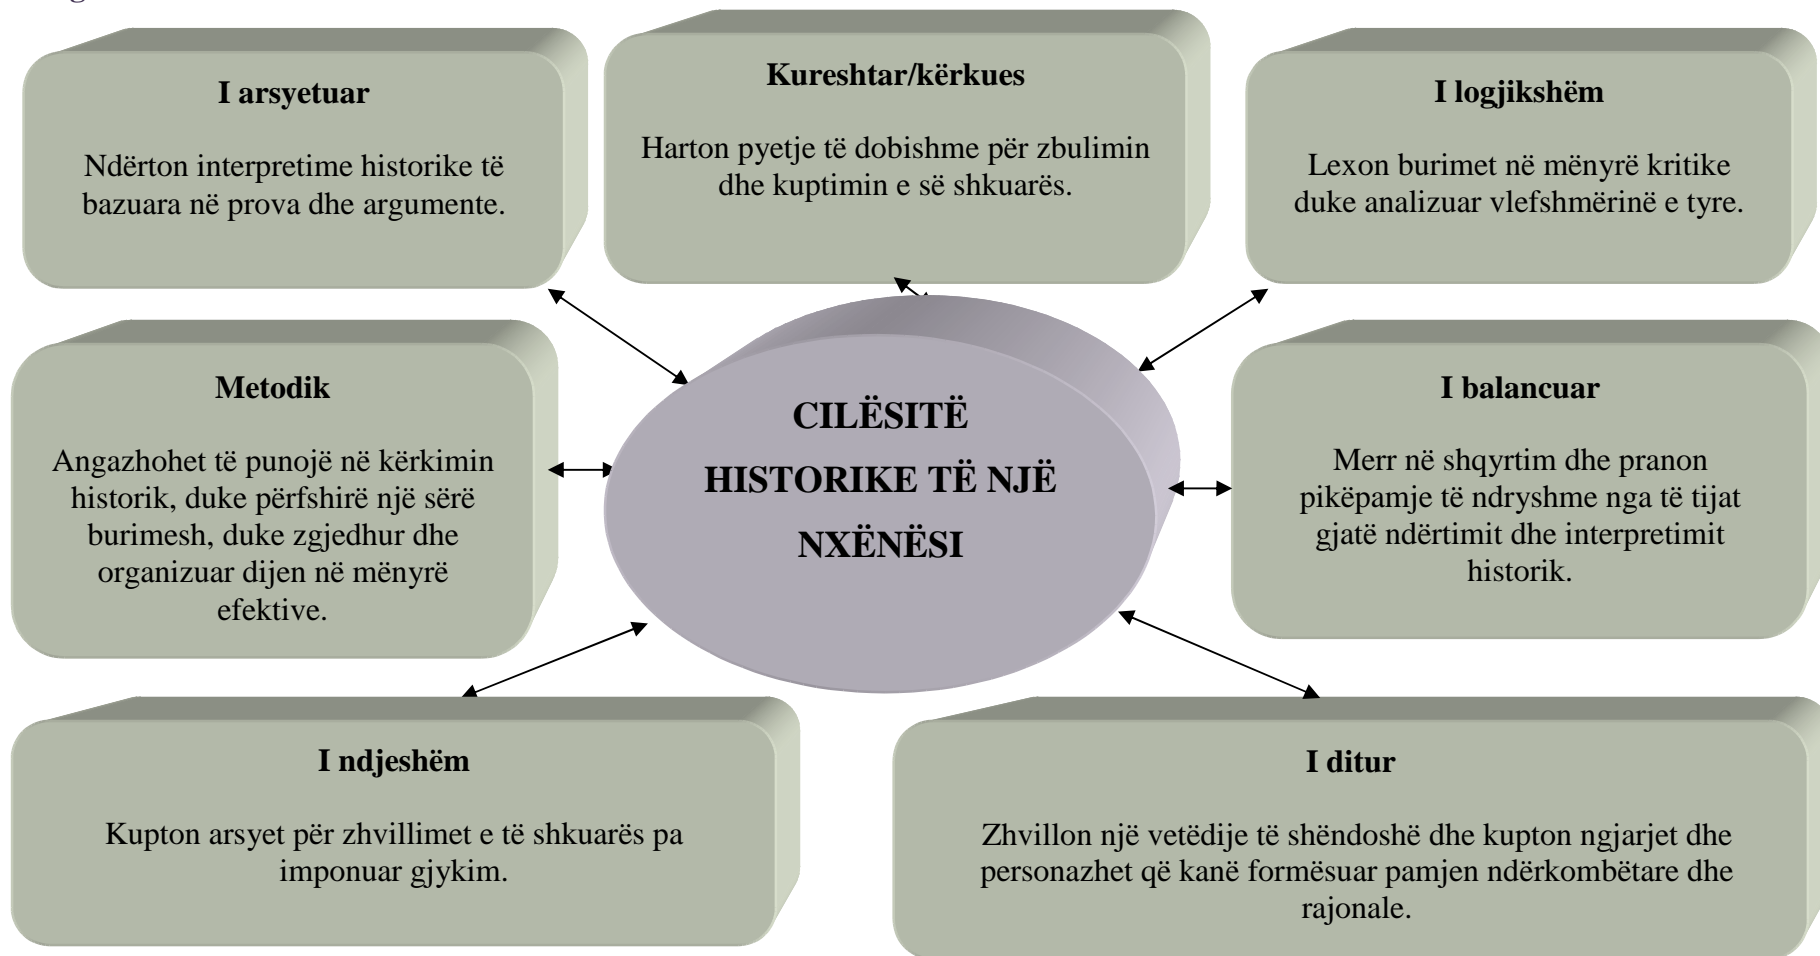 I arsyetuar
Ndërton interpretime historike të
bazuara në prova dhe argumente.
Kureshtar/kërkues
Harton pyetje të dobishme për zbulimin
dhe kuptimin e së shkuarës.
I logjikshëm
Lexon burimet në mënyrë kritike
duke analizuar vlefshmërinë e tyre.
Metodik
Angazhohet të punojë në kërkimin
historik, duke përfshirë një sërë
burimesh, duke zgjedhur dhe
organizuar dijen në mënyrë
efektive.
CILËSITË
HISTORIKE TË NJË
NXËNËSI
I balancuar
Merr në shqyrtim dhe pranon
pikëpamje të ndryshme nga të tijat
gjatë ndërtimit dhe interpretimit
historik.
I ndjeshëm
Kupton arsyet për zhvillimet e të shkuarës pa
imponuar gjykim.
I ditur
Zhvillon një vetëdije të shëndoshë dhe kupton ngjarjet dhe
personazhet që kanë formësuar pamjen ndërkombëtare dhe
rajonale.